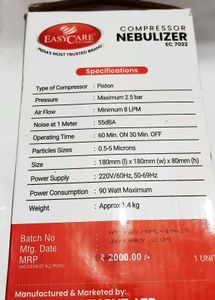 EASYCARE
INDIA'S MOST TRUSTED BRAND
COMPRESSOR
NEBULIZER
EC 7022
Specifications
Type of Compressor : Piston
Pressure : Maximum 2.5 bar
Air Flow : Minimum 8 LPM
Noise at 1 Meter : 55dBA
Operating Time : 60 Min. ON 30 Min. OFF
Particles Sizes : 0.5-5 Microns
Size : 180mm (l) x 180mm (w) x 80mm (h)
Power Supply : 220V/60Hz, 50-69Hz
Power Consumption : 90 Watt Maximum
Weight : Approx 1.4 kg
Batch No
Mfg. Date
MRP : ₹ 2000.00 /-
(INCLUSIVE OF ALL TAXES)
1 UNIT
Manufactured & Marketed by: